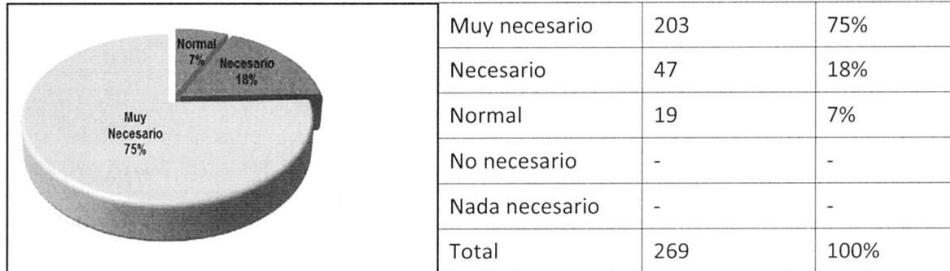 Normal
7%
Necesario
18%
Muy
Necesario
75%
Muy necesario 203 75%
Necesario 47 18%
Normal 19 7%
No necesario - -
Nada necesario - -
Total 269 100%